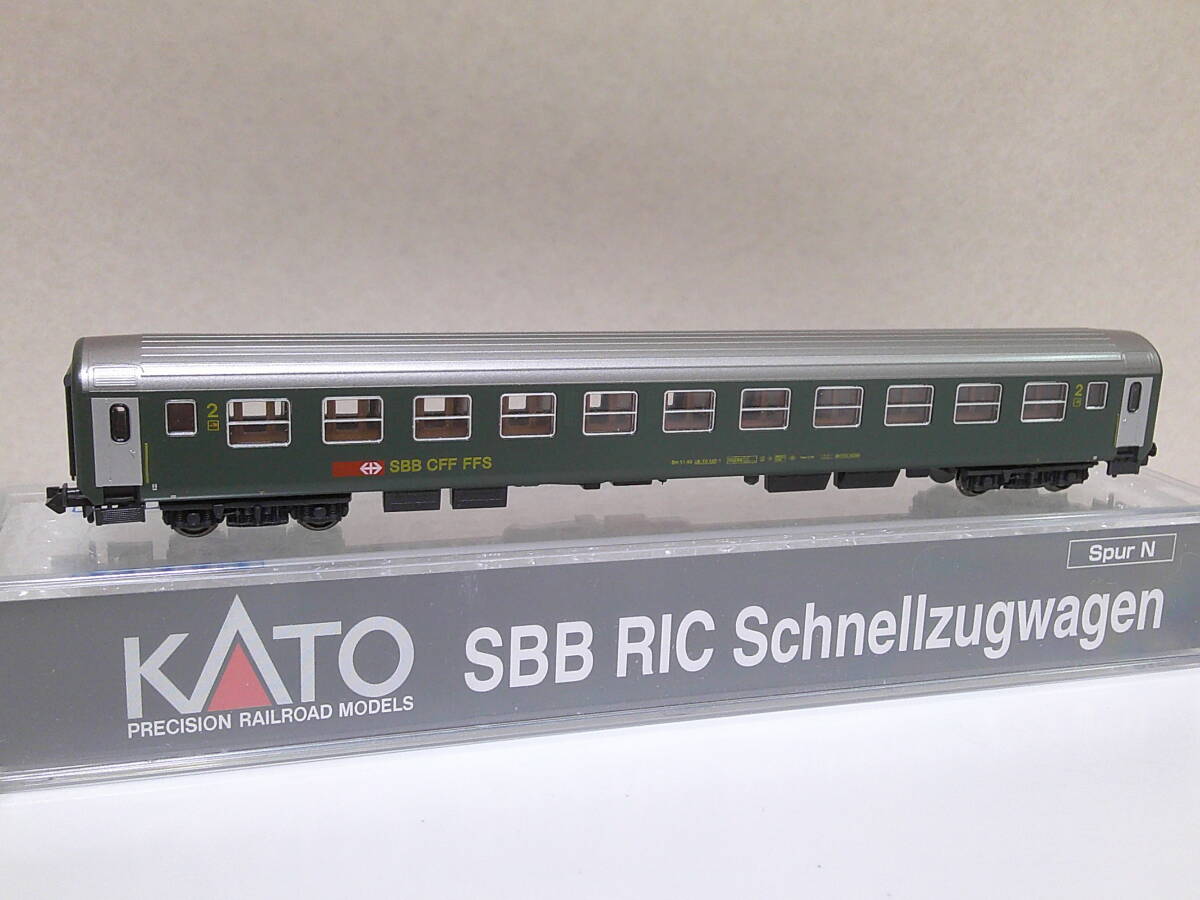 2
2
SBB CFF FFS
Spur N
KATO
PRECISION RAILROAD MODELS
SBB RIC Schnellzugwagen